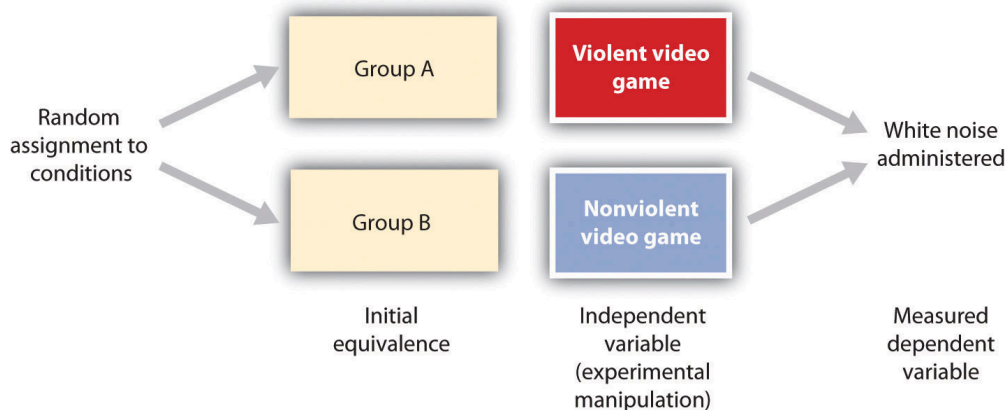 Random
assignment to
conditions
Group A
Group B
Violent video
game
Nonviolent
video game
White noise
administered
Initial
equivalence
Independent
variable
(experimental
manipulation)
Measured
dependent
variable